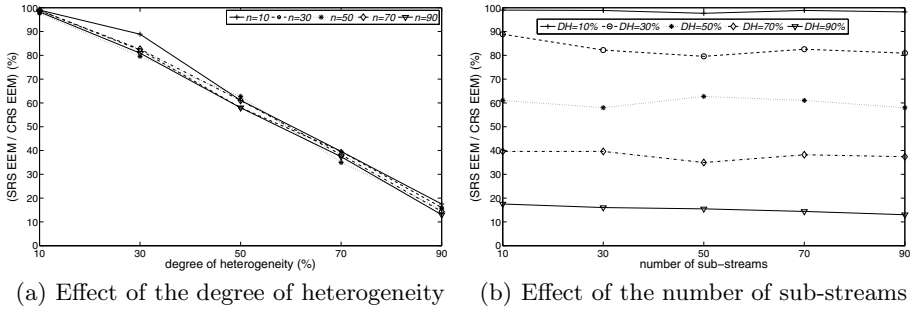 100
90
80
70
60
50
40
30
20
10
0
(SRS EEM / CRS EEM) (%)
n=10 n=30 n=50 n=70 n=90
10 30 50 70 90
degree of heterogeneity (%)
(a) Effect of the degree of heterogeneity
100
90
80
70
60
50
40
30
20
10
0
(SRS EEM / CRS EEM) (%)
DH=10% DH=30% DH=50% DH=70% DH=90%
10 30 50 70 90
number of sub-streams
(b) Effect of the number of sub-streams